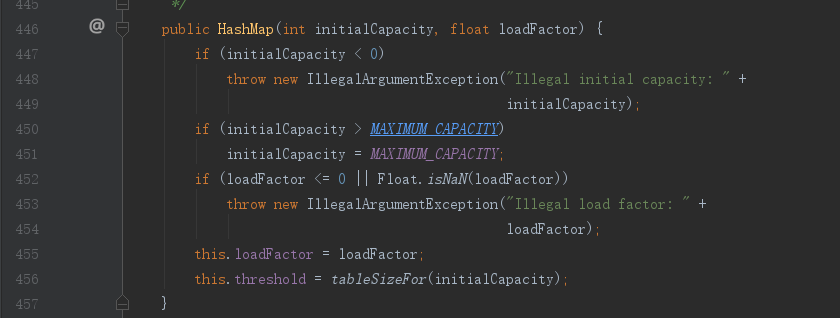 445 */
446 @ public HashMap(int initialCapacity, float loadFactor) {
447 if (initialCapacity < 0)
448 throw new IllegalArgumentException("Illegal initial capacity: " +
449 initialCapacity);
450 if (initialCapacity > MAXIMUM_CAPACITY)
451 initialCapacity = MAXIMUM_CAPACITY;
452 if (loadFactor <= 0 || Float.isNaN(loadFactor))
453 throw new IllegalArgumentException("Illegal load factor: " +
454 loadFactor);
455 this.loadFactor = loadFactor;
456 this.threshold = tableSizeFor(initialCapacity);
457 }